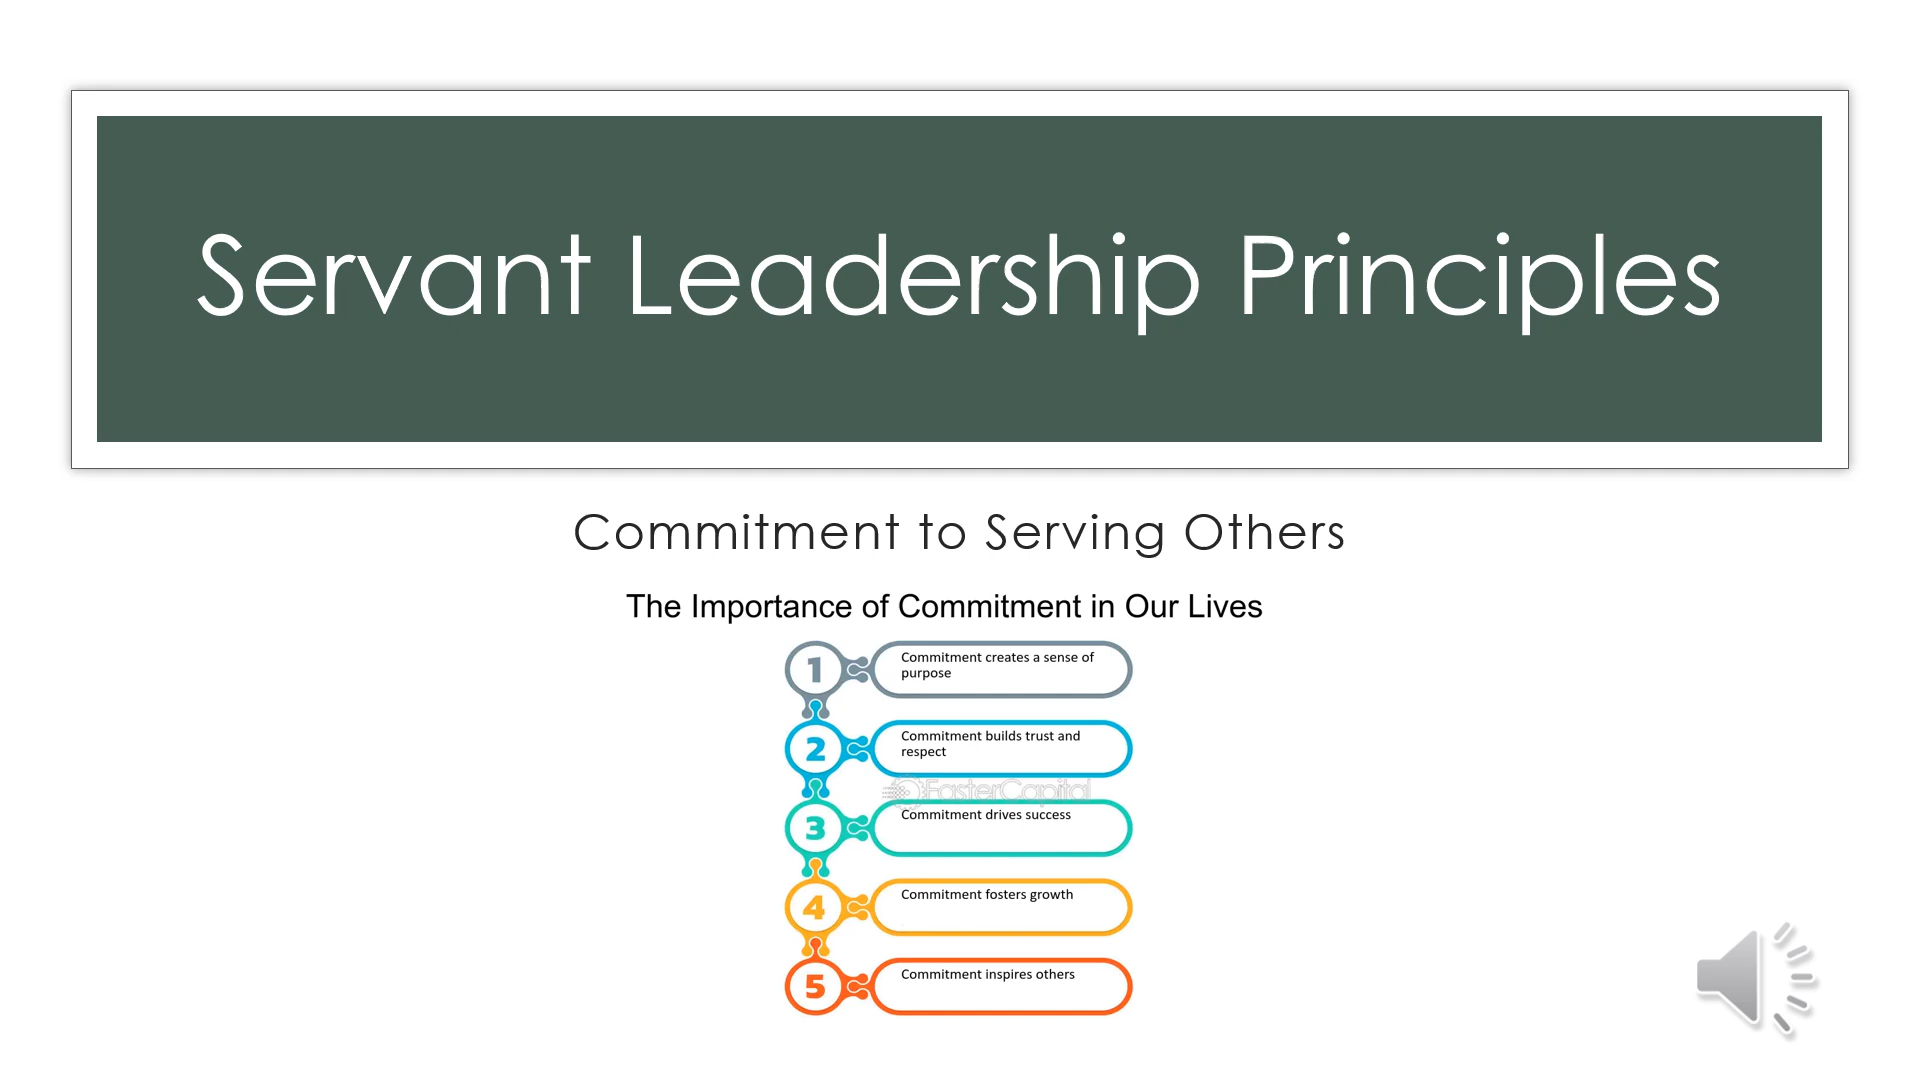 Servant Leadership Principles
Commitment to Serving Others
The Importance of Commitment in Our Lives
1
Commitment creates a sense of
purpose
2
Commitment builds trust and
respect
FasterCapital
3
Commitment drives success
4
Commitment fosters growth
5
Commitment inspires others